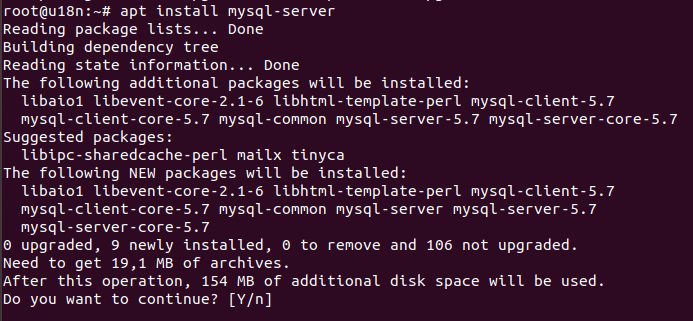 root@u18n:~# apt install mysql-server
Reading package lists... Done
Building dependency tree
Reading state information... Done
The following additional packages will be installed:
  libaio1 libevent-core-2.1-6 libhtml-template-perl mysql-client-5.7
  mysql-client-core-5.7 mysql-common mysql-server-5.7 mysql-server-core-5.7
Suggested packages:
  libipc-sharedcache-perl mailx tinyca
The following NEW packages will be installed:
  libaio1 libevent-core-2.1-6 libhtml-template-perl mysql-client-5.7
  mysql-client-core-5.7 mysql-common mysql-server mysql-server-5.7
  mysql-server-core-5.7
0 upgraded, 9 newly installed, 0 to remove and 106 not upgraded.
Need to get 19,1 MB of archives.
After this operation, 154 MB of additional disk space will be used.
Do you want to continue? [Y/n]